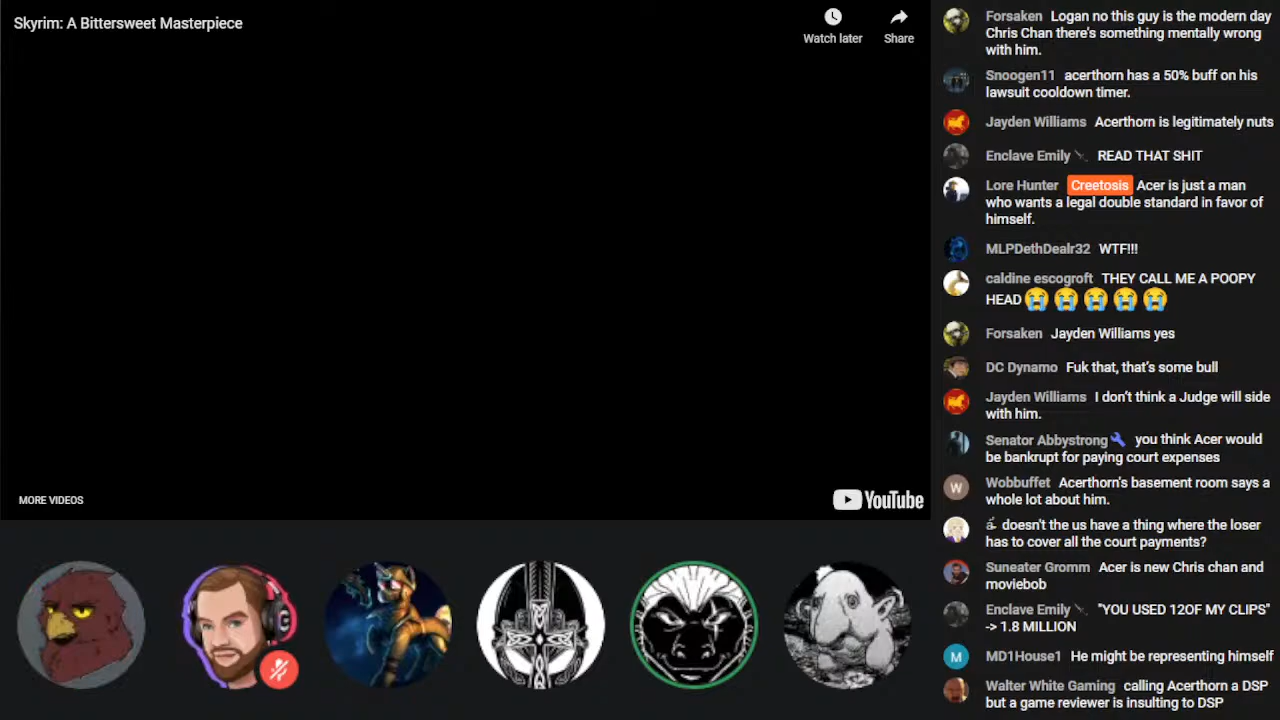 Skyrim: A Bittersweet Masterpiece
Watch later
Share
MORE VIDEOS
YouTube
Forsaken Logan no this guy is the modern day
Chris Chan there's something mentally wrong
with him.
Snoogen11 acerthorn has a 50% buff on his
lawsuit cooldown timer.
Jayden Williams Acerthorn is legitimately nuts
Enclave Emily READ THAT SHIT
Lore Hunter Creetosis Acer is just a man
who wants a legal double standard in favor of
himself.
MLPDethDealr32 WTF!!!
caldine escogroft THEY CALL ME A POOPY
HEAD😭😭😭😭😭
Forsaken Jayden Williams yes
DC Dynamo Fuk that, that's some bull
Jayden Williams I don't think a Judge will side
with him.
Senator Abbystrong you think Acer would
be bankrupt for paying court expenses
W
Wobbuffet Acerthorn's basement room says a
whole lot about him.
doesn't the us have a thing where the loser
has to cover all the court payments?
Suneater Gromm Acer is new Chris chan and
moviebob
Enclave Emily "YOU USED 12OF MY CLIPS"
-> 1.8 MILLION
M
MD1House1 He might be representing himself
Walter White Gaming calling Acerthorn a DSP
but a game reviewer is insulting to DSP